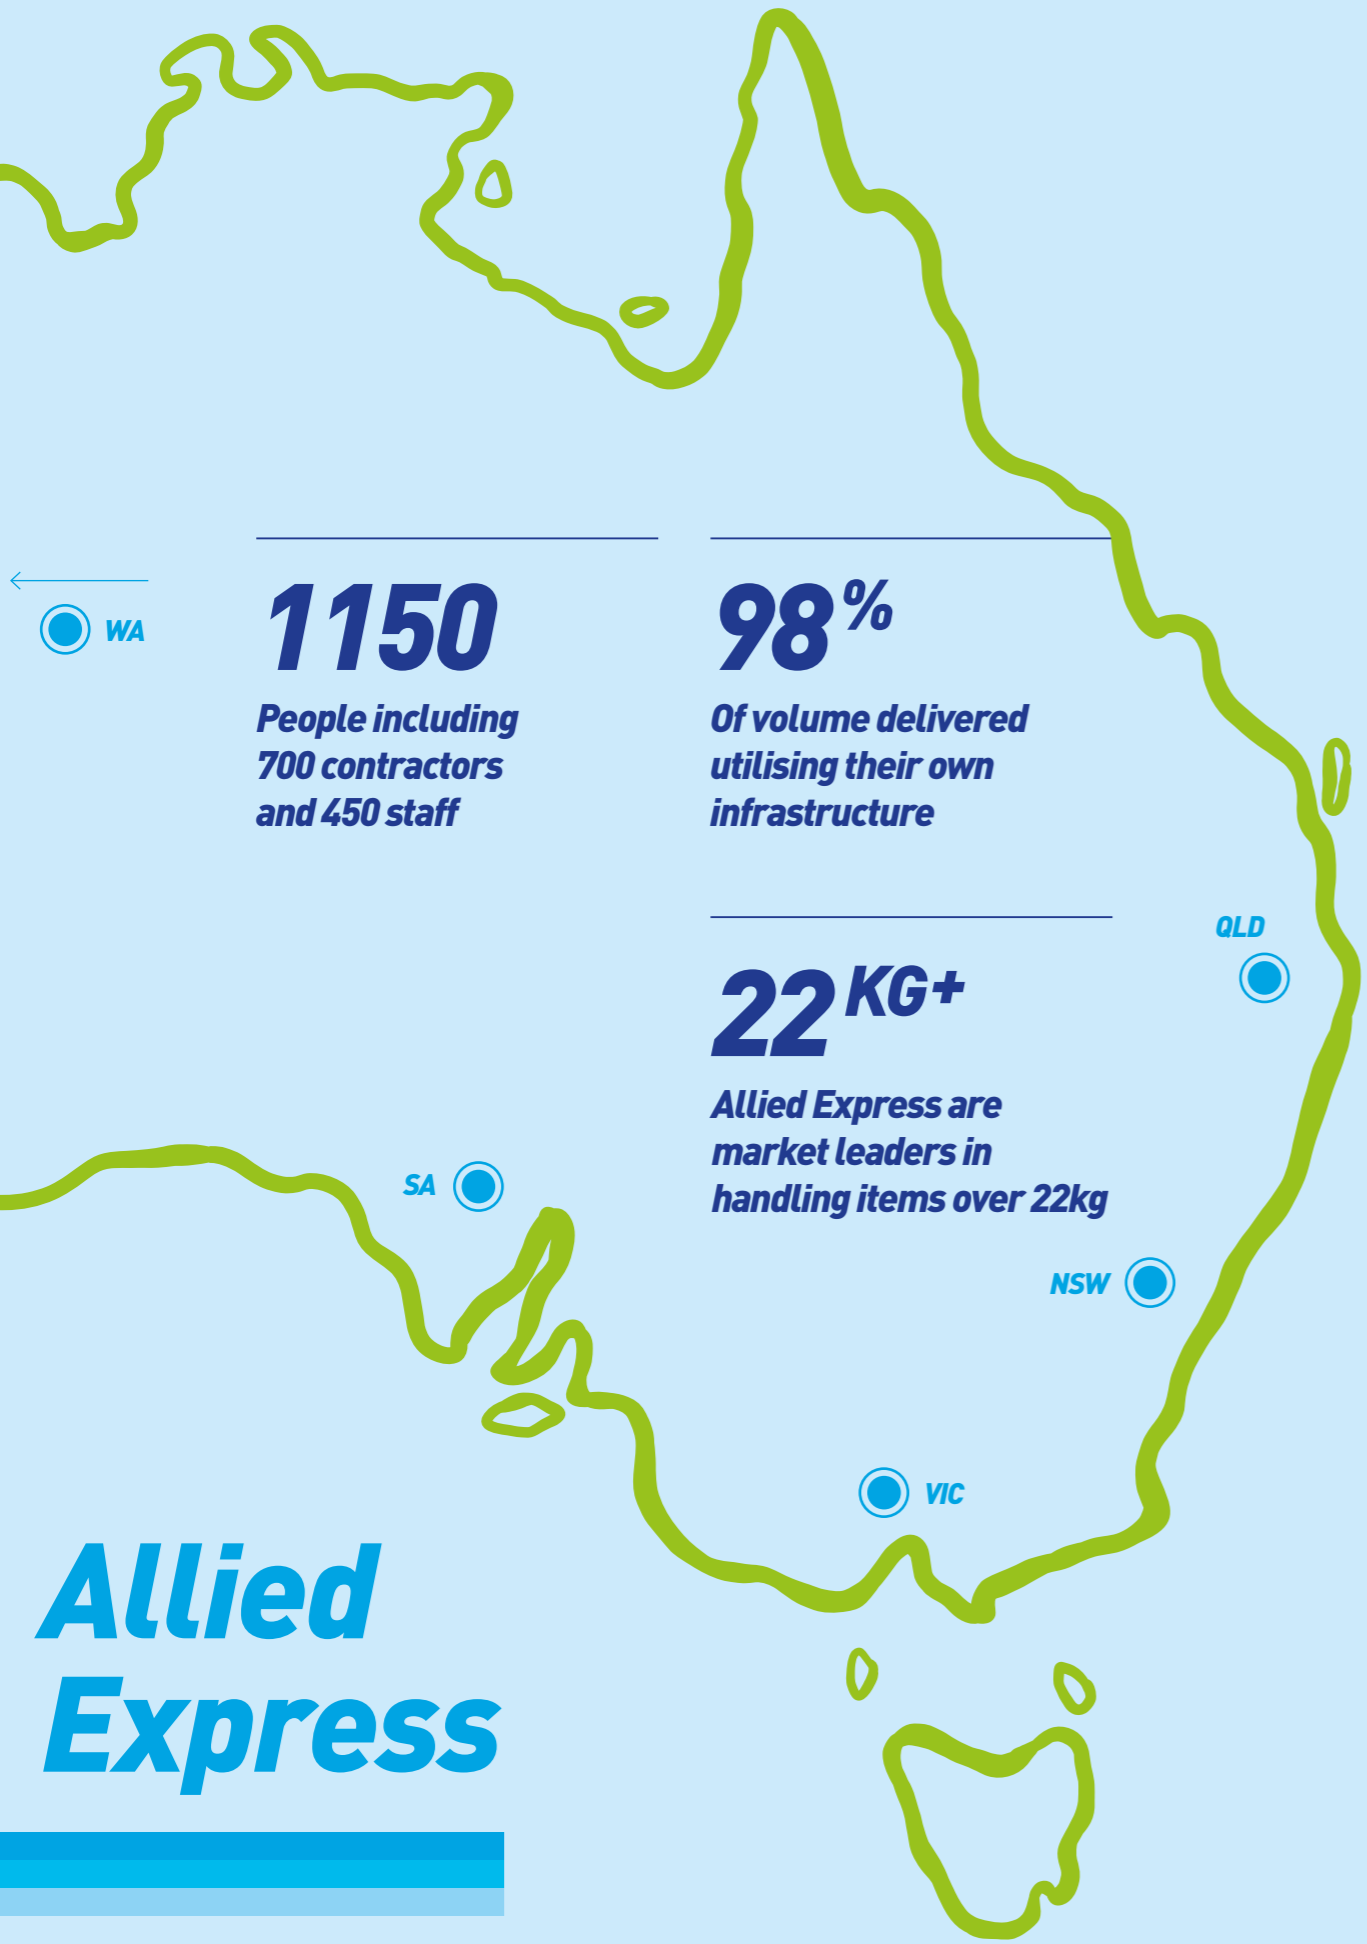 1150
People including
700 contractors
and 450 staff
98%
Of volume delivered
utilising their own
infrastructure
WA
22KG+
Allied Express are
market leaders in
handling items over 22kg
QLD
SA
NSW
VIC
Allied
Express